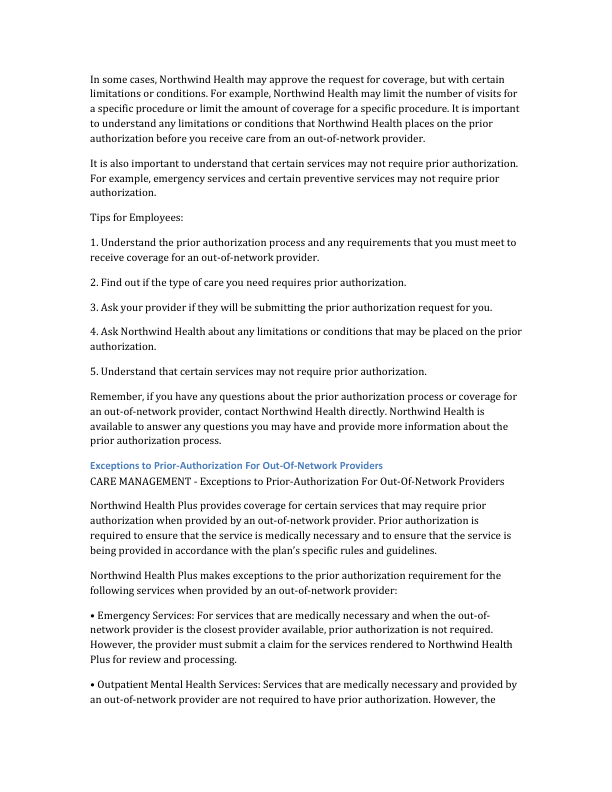 In some cases, Northwind Health may approve the request for coverage, but with certain
limitations or conditions. For example, Northwind Health may limit the number of visits for
a specific procedure or limit the amount of coverage for a specific procedure. It is important
to understand any limitations or conditions that Northwind Health places on the prior
authorization before you receive care from an out-of-network provider.
It is also important to understand that certain services may not require prior authorization.
For example, emergency services and certain preventive services may not require prior
authorization.
Tips for Employees:
1. Understand the prior authorization process and any requirements that you must meet to
receive coverage for an out-of-network provider.
2. Find out if the type of care you need requires prior authorization.
3. Ask your provider if they will be submitting the prior authorization request for you.
4. Ask Northwind Health about any limitations or conditions that may be placed on the prior
authorization.
5. Understand that certain services may not require prior authorization.
Remember, if you have any questions about the prior authorization process or coverage for
an out-of-network provider, contact Northwind Health directly. Northwind Health is
available to answer any questions you may have and provide more information about the
prior authorization process.
Exceptions to Prior-Authorization For Out-Of-Network Providers
CARE MANAGEMENT - Exceptions to Prior-Authorization For Out-Of-Network Providers
Northwind Health Plus provides coverage for certain services that may require prior
authorization when provided by an out-of-network provider. Prior authorization is
required to ensure that the service is medically necessary and to ensure that the service is
being provided in accordance with the plan's specific rules and guidelines.
Northwind Health Plus makes exceptions to the prior authorization requirement for the
following services when provided by an out-of-network provider:
• Emergency Services: For services that are medically necessary and when the out-of-
network provider is the closest provider available, prior authorization is not required.
However, the provider must submit a claim for the services rendered to Northwind Health
Plus for review and processing.
• Outpatient Mental Health Services: Services that are medically necessary and provided by
an out-of-network provider are not required to have prior authorization. However, the